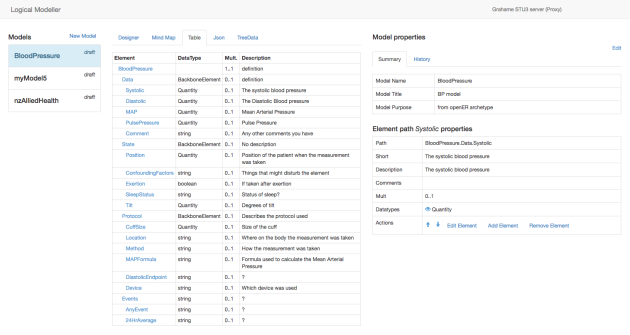 Logical Modeller
Grahame STU3 server (Proxy)
Models
New Model
BloodPressure
draft
myModel5
draft
nzAlliedHealth
draft
Designer
Mind Map
Table
Json
TreeData
Element DataType Mult. Description
BloodPressure 1..1 definition
Data BackboneElement 0..1 definition
Systolic Quantity 0..1 The systolic blood pressure
Diastolic Quantity 0..1 The Diastolic Blood pressure
MAP Quantity 0..1 Mean Arterial Pressure
PulsePressure Quantity 0..1 Pulse Pressure
Comment string 0..1 Any other comments you have
State BackboneElement 0..1 No description
Position Quantity 0..1 Position of the patient when the measurement
was taken
ConfoundingFactors string 0..1 Things that might disturb the element
Exertion boolean 0..1 If taken after exertion
SleepStatus string 0..1 Status of sleep?
Tilt Quantity 0..1 Degrees of tilt
Protocol BackboneElement 0..1 Describes the protocol used
CuffSize Quantity 0..1 Size of the cuff
Location string 0..1 Where on the body the measurement was taken
Method string 0..1 How the measurement was taken
MAPFormula string 0..1 Formula used to calculate the Mean Arterial
Pressure
DiastolicEndpoint string 0..1 ?
Device string 0..1 Which device was used
Events string 0..1 ?
AnyEvent string 0..1 ?
24HrAverage string 0..1 ?
Model properties
Edit
Summary
History
Model Name BloodPressure
Model Title BP model
Model Purpose from openER archetype
Element path Systolic properties
Path BloodPressure.Data.Systolic
Short The systolic blood pressure
Description The systolic blood pressure
Comments
Mult 0..1
Datatypes Quantity
Actions Edit Element Add Element Remove Element